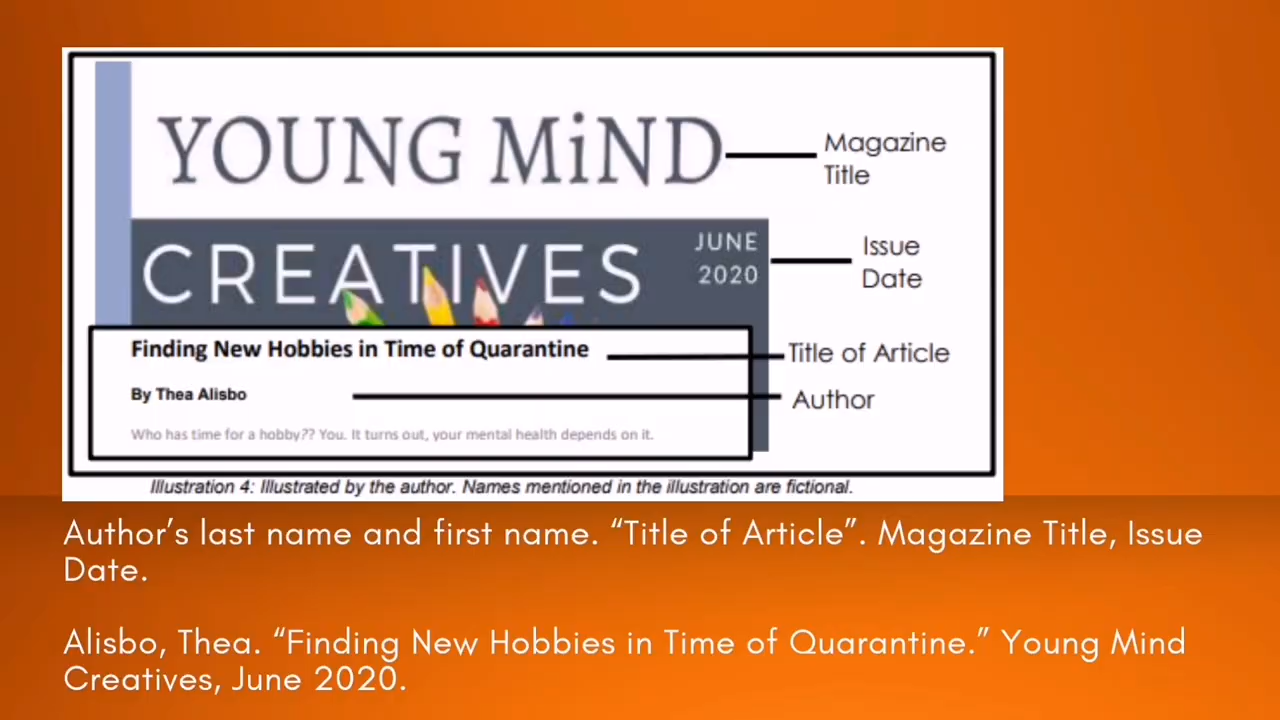 YOUNG MiND
Magazine
Title
CREATIVES
JUNE
2020
Issue
Date
Finding New Hobbies in Time of Quarantine
Title of Article
By Thea Alisbo
Author
Who has time for a hobby?? You. It turns out, your mental health depends on it.
Illustration 4: Illustrated by the author. Names mentioned in the illustration are fictional.
Author’s last name and first name. “Title of Article”. Magazine Title, Issue
Date.
Alisbo, Thea. “Finding New Hobbies in Time of Quarantine.” Young Mind
Creatives, June 2020.